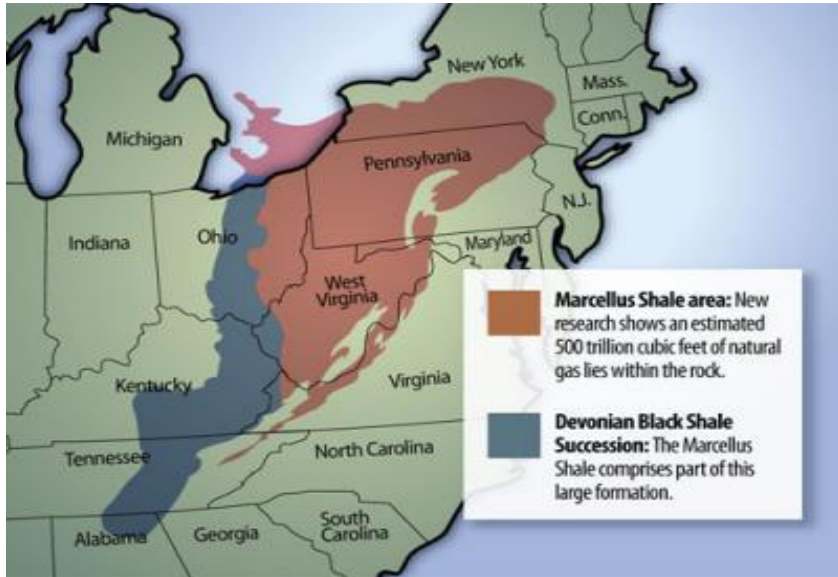 New York
Mass.
Michigan
Conn.
Pennsylvania
N.J.
Indiana
Ohio
Maryland
West
Virginia
Marcellus Shale area: New
research shows an estimated
500 trillion cubic feet of natural
gas lies within the rock.
Kentucky
Virginia
Devonian Black Shale
Succession: The Marcellus
Shale comprises part of this
large formation.
Tennessee
North Carolina
Alabama
Georgia
South
Carolina